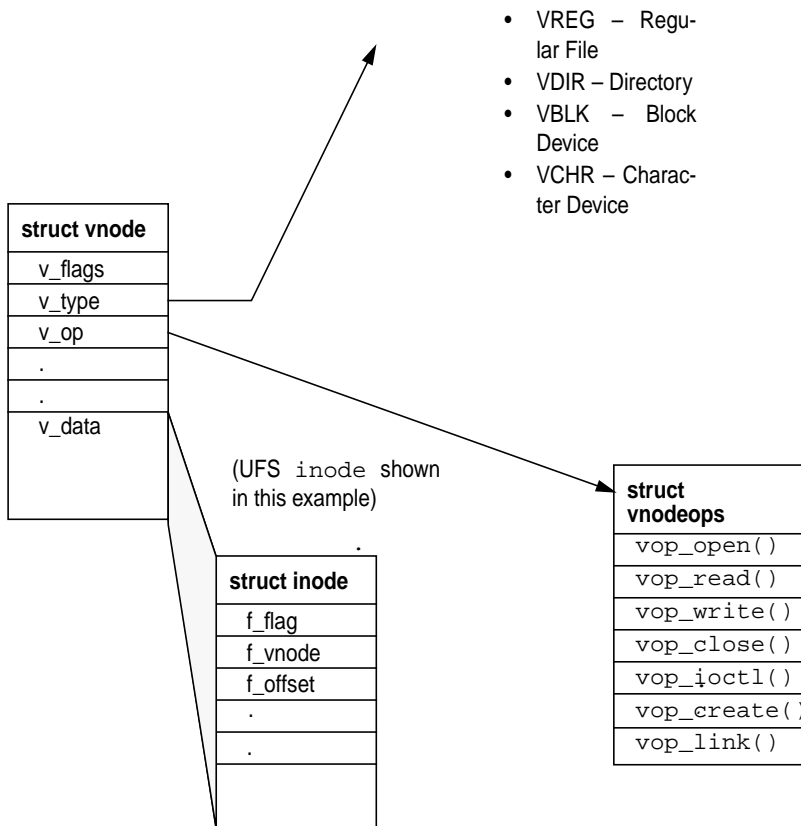 • VREG – Regu-
lar File
• VDIR – Directory
• VBLK – Block
Device
• VCHR – Charac-
ter Device
struct vnode
v_flags
v_type
v_op
.
.
v_data
(UFS inode shown
in this example)
.
struct inode
f_flag
f_vnode
f_offset
.
.
struct
vnodeops
vop_open()
vop_read()
vop_write()
vop_close()
vop_ioctl()
vop_create()
vop_link()